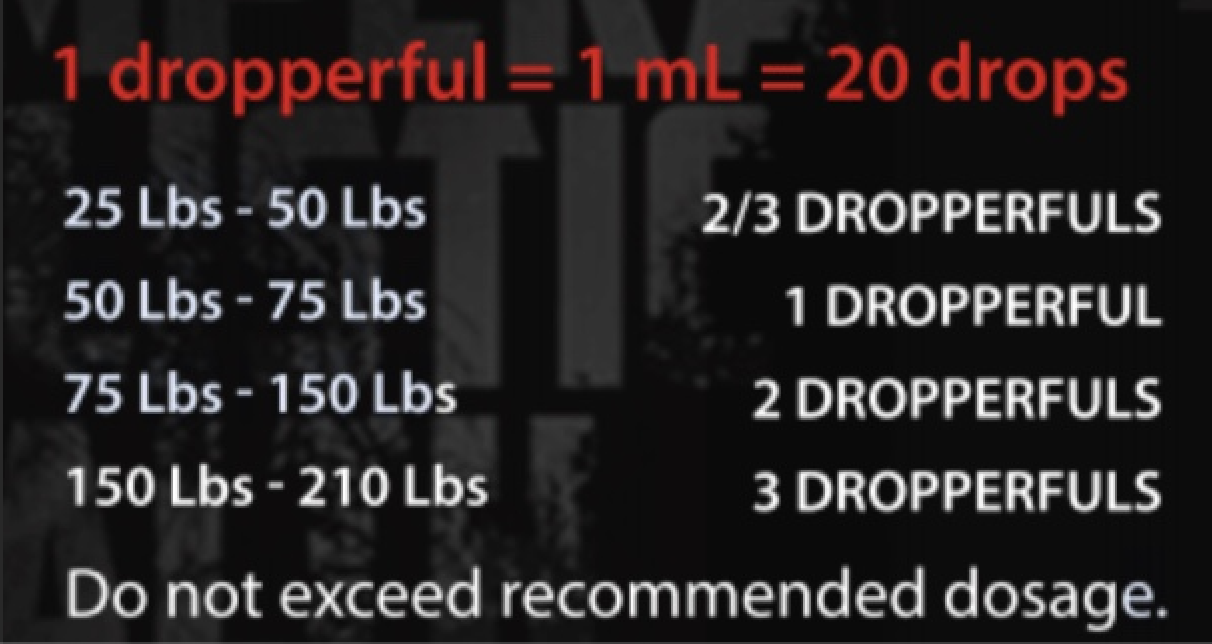 1 dropperful = 1 mL = 20 drops
25 Lbs - 50 Lbs 2/3 DROPPERFULS
50 Lbs - 75 Lbs 1 DROPPERFUL
75 Lbs - 150 Lbs 2 DROPPERFULS
150 Lbs - 210 Lbs 3 DROPPERFULS
Do not exceed recommended dosage.